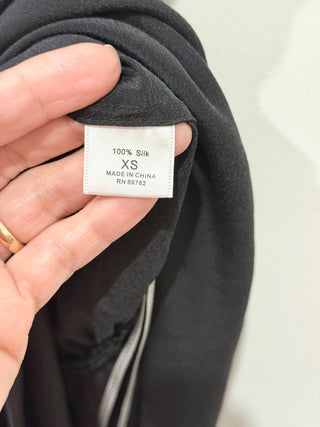 100% Silk
XS
MADE IN CHINA
RN 89782